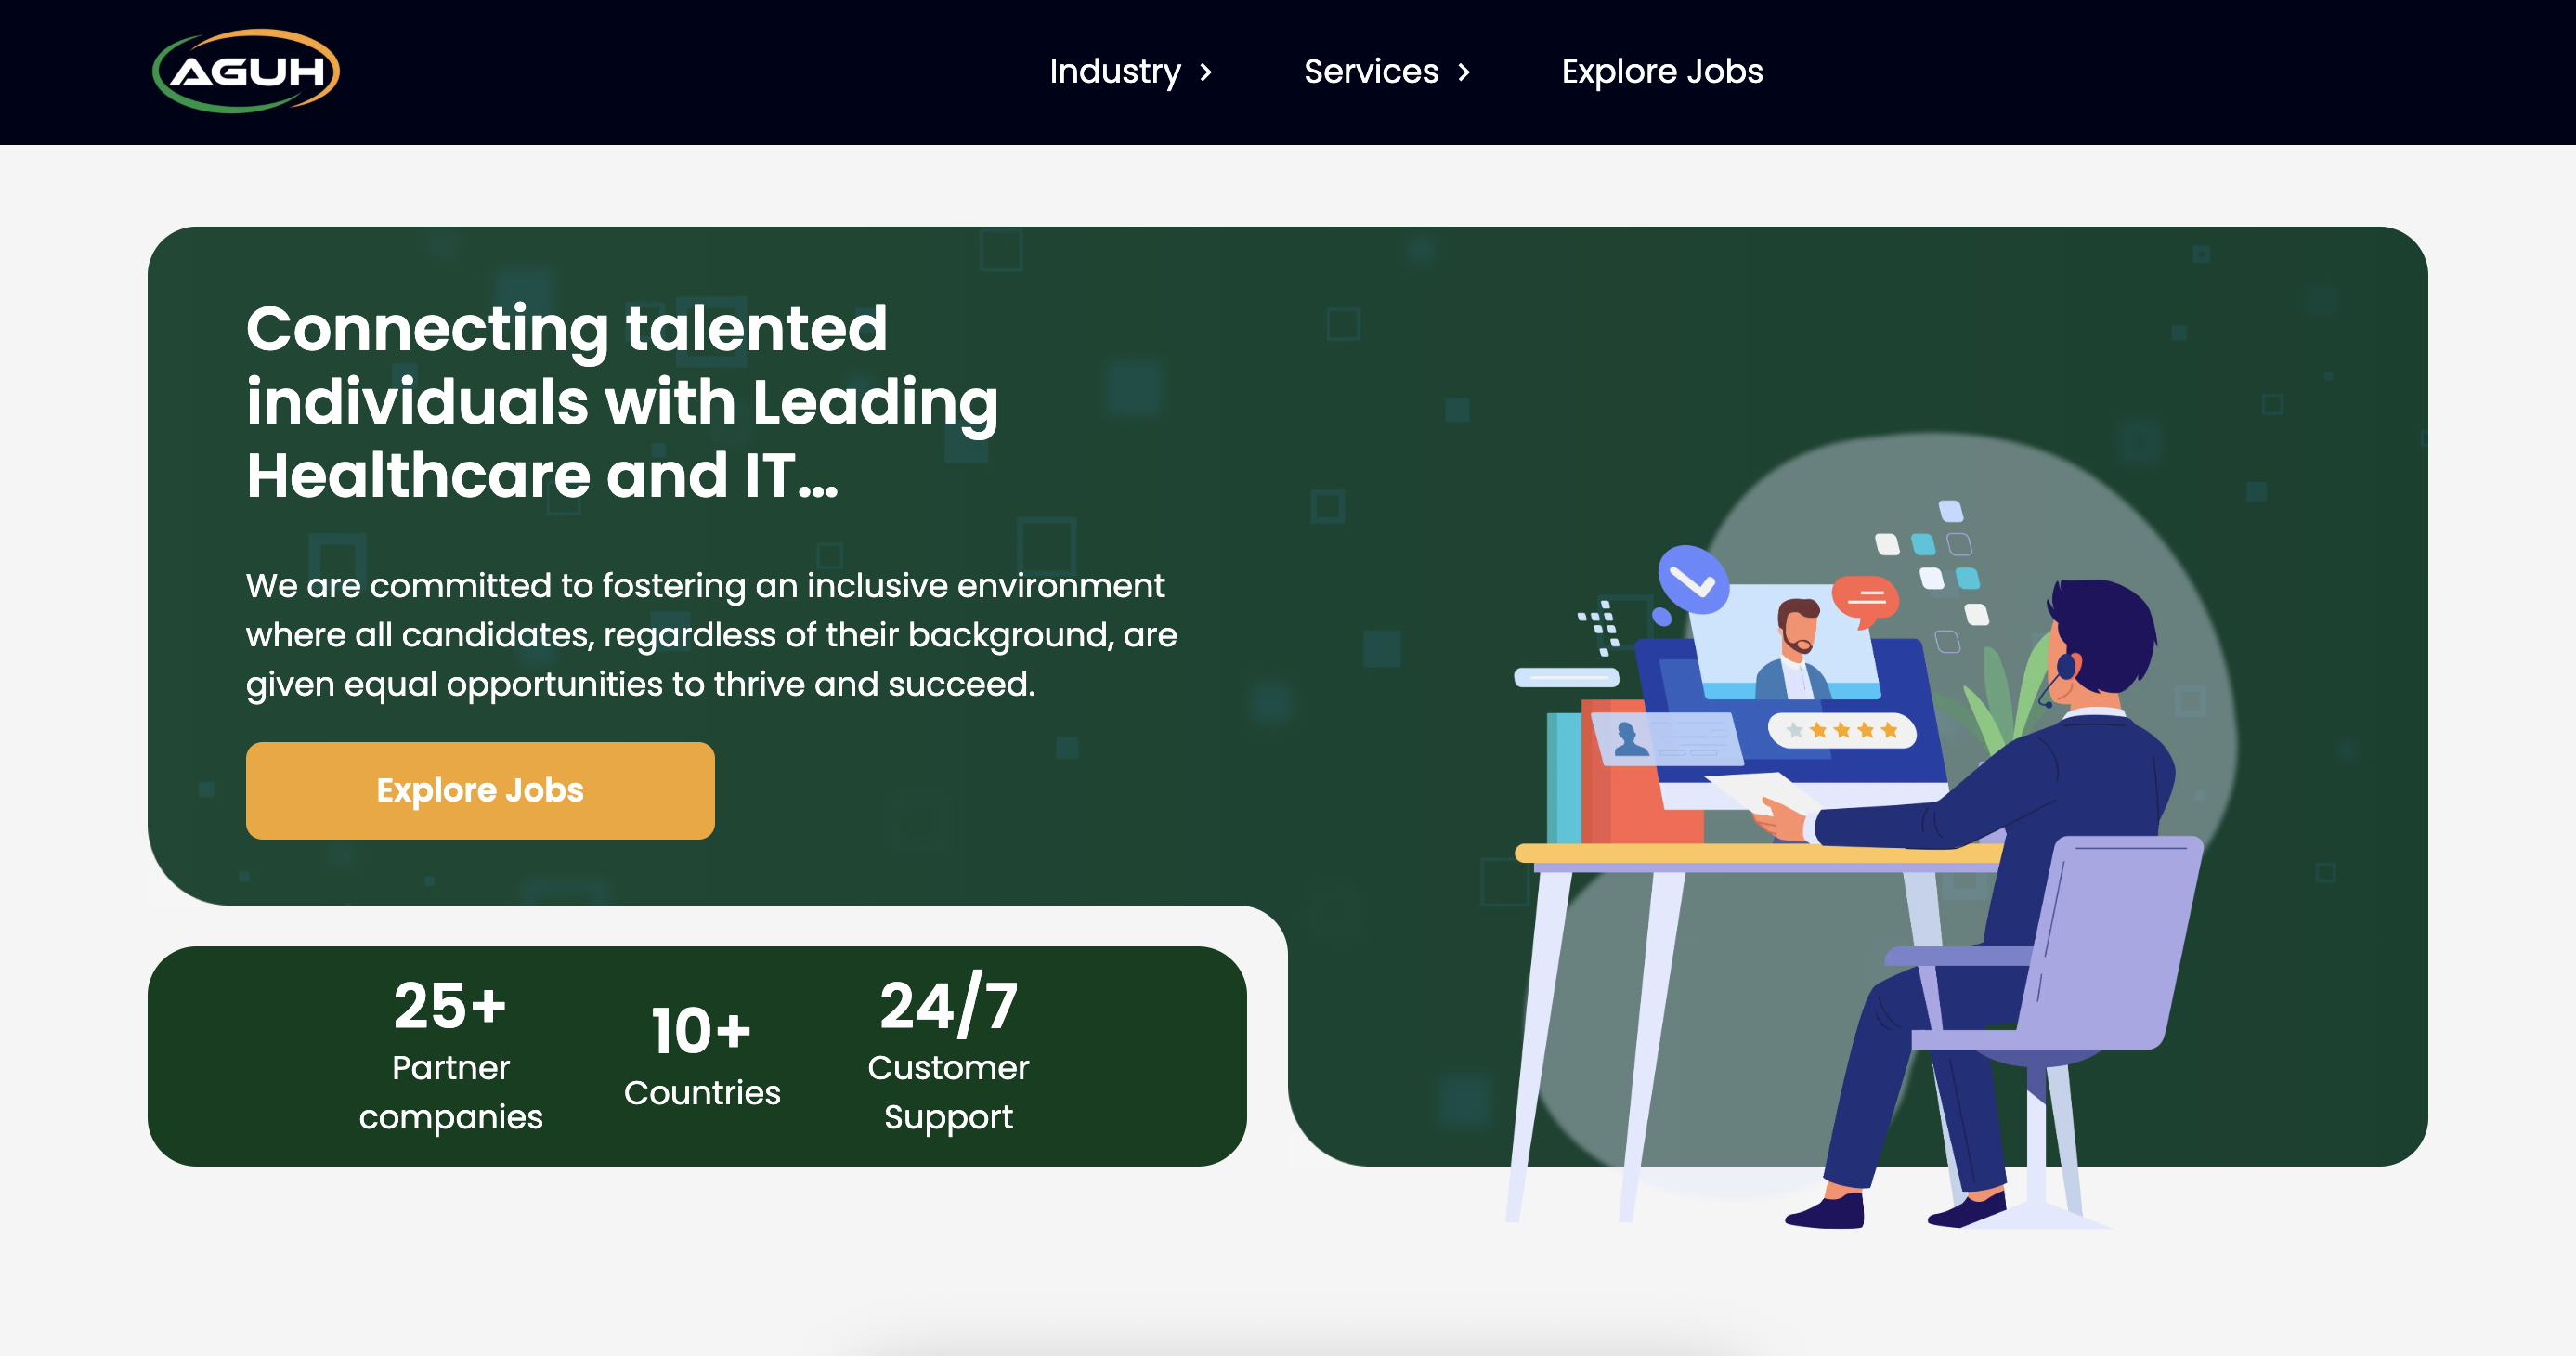 AGUH
Industry
Services
Explore Jobs
Connecting talented
individuals with Leading
Healthcare and IT...
We are committed to fostering an inclusive environment
where all candidates, regardless of their background, are
given equal opportunities to thrive and succeed.
Explore Jobs
25+
Partner
companies
10+
Countries
24/7
Customer
Support